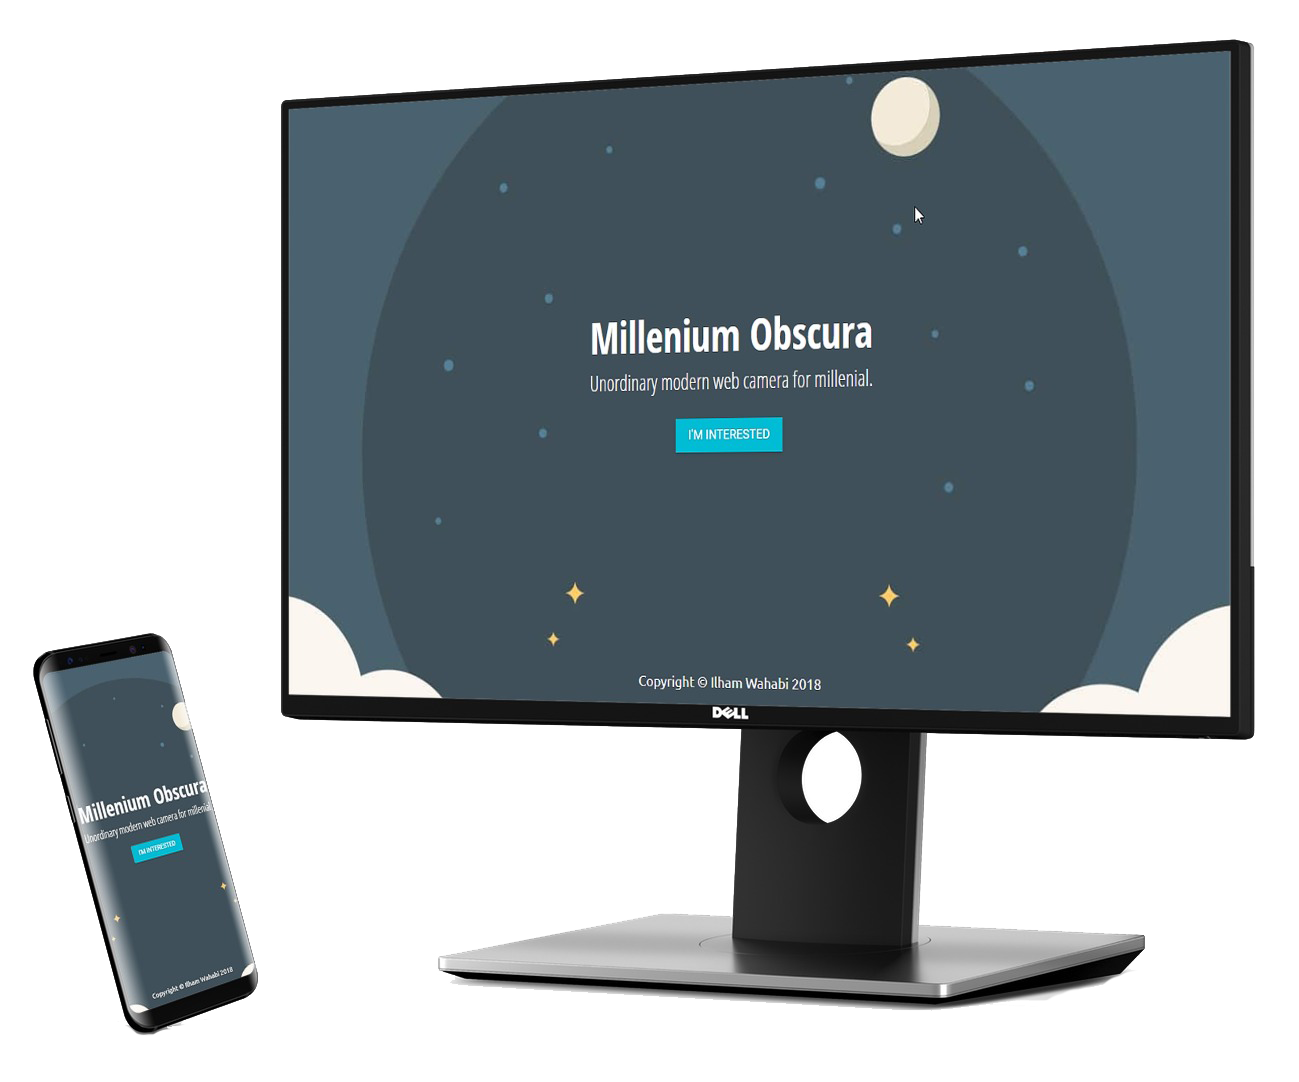 Millenium Obscura
Unordinary modern web camera for millenial.
I'M INTERESTED
Copyright © Ilham Wahabi 2018
DELL
Millenium Obscura
Unordinary modern web camera for millenial
I'M INTERESTED
Copyright © Ilham Wahabi 2018